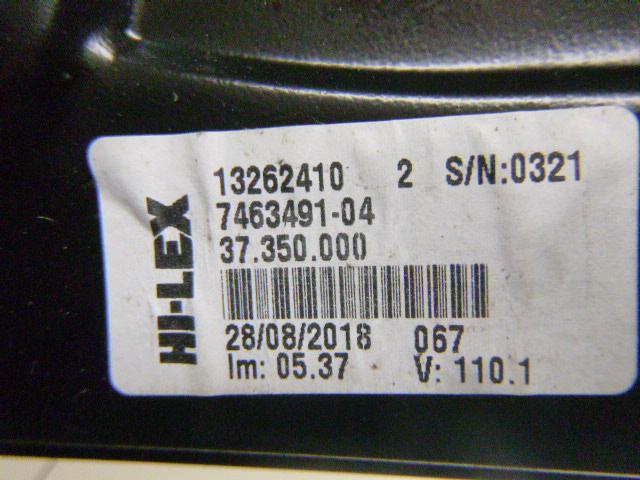 HI-LEX
13262410 2 S/N:0321
7463491-04
37.350.000
28/08/2018 067
Im: 05.37 V: 110.1